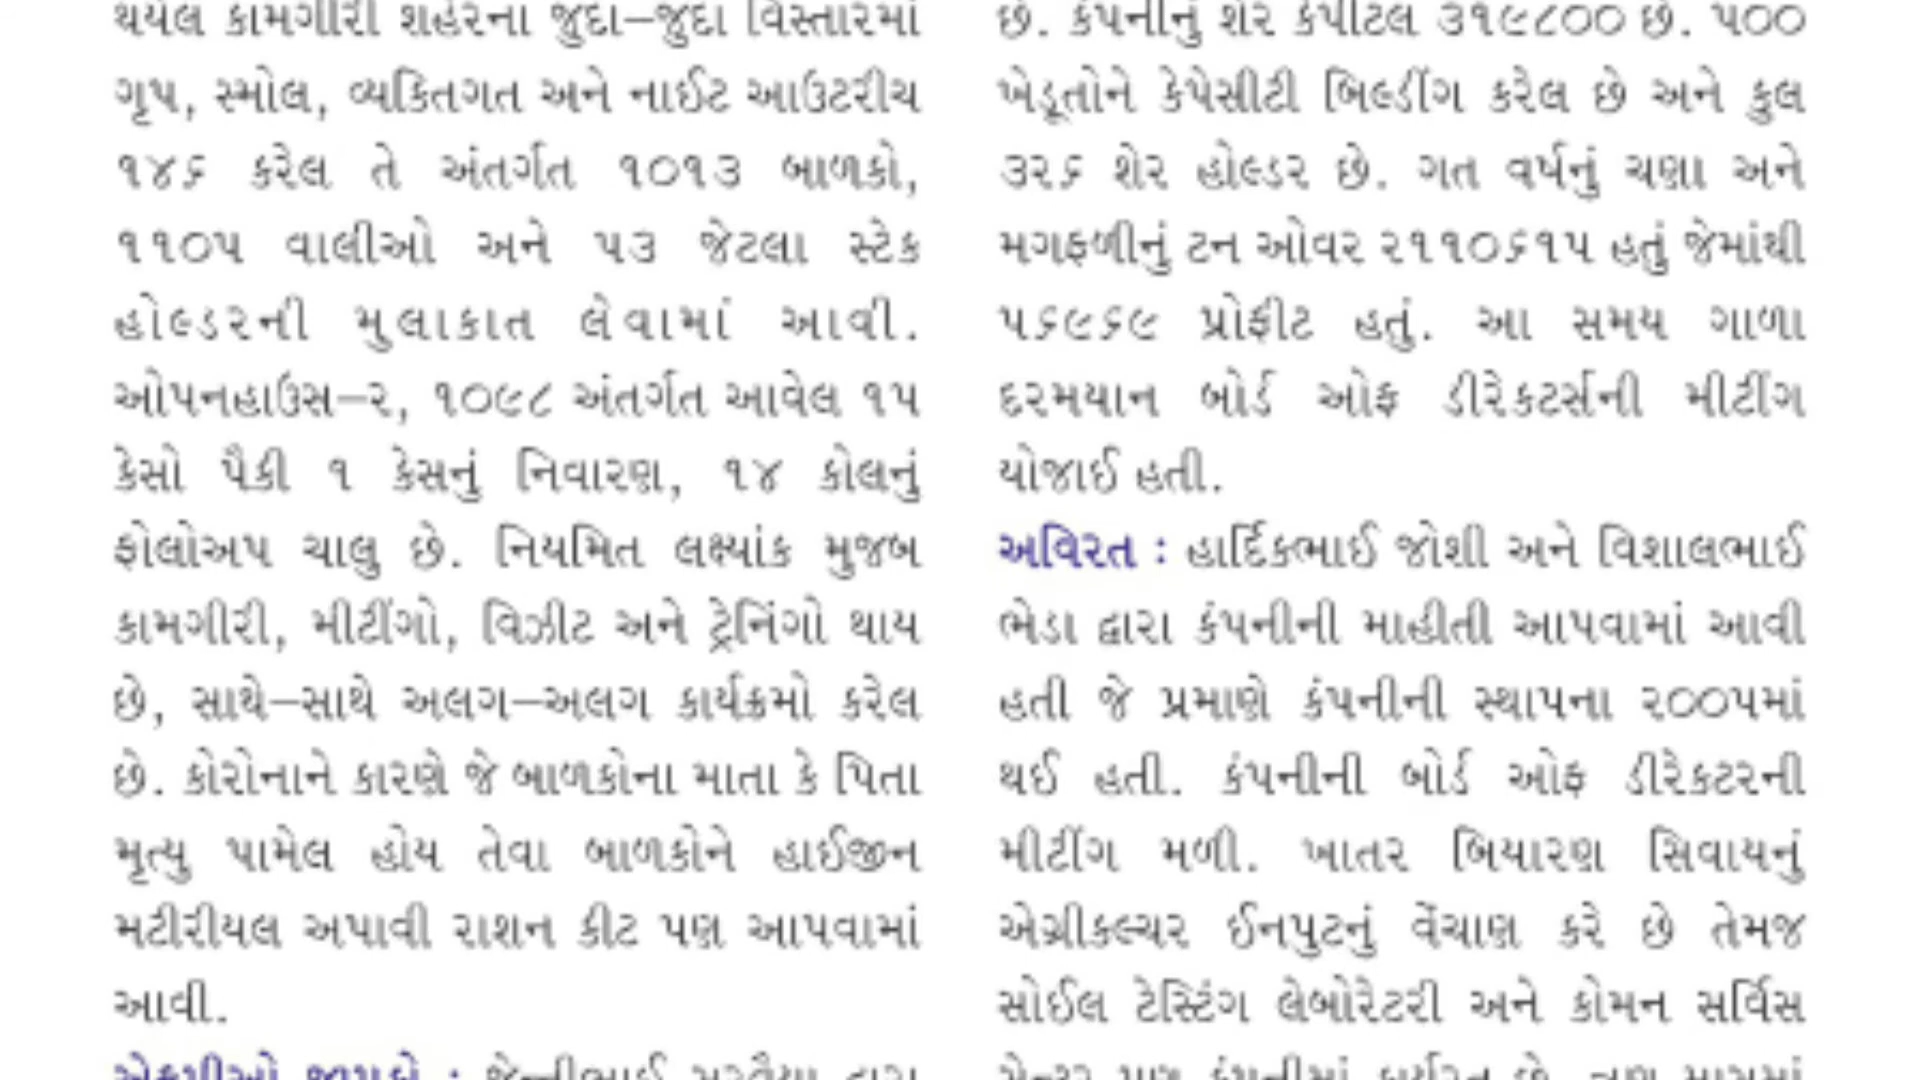 થયેલ કામગીરી શહેરના જુદા–જુદા વિસ્તારમાં
ગૃપ, સ્મોલ, વ્યકિતગત અને નાઈટ આઉટરીચ
૧૪૬ કરેલ તે અંતર્ગત ૧૦૧૩ બાળકો,
૧૧૦૫ વાલીઓ અને ૫૩ જેટલા સ્ટેક
હોલ્ડરની મુલાકાત લેવામાં આવી.
ઓપનહાઉસ–૨, ૧૦૯૮ અંતર્ગત આવેલ ૧૫
કેસો પૈકી ૧ કેસનું નિવારણ, ૧૪ કોલનું
ફોલોઅપ ચાલુ છે. નિયમિત લક્ષ્યાંક મુજબ
કામગીરી, મીટીંગો, વિઝીટ અને ટ્રેનિંગો થાય
છે, સાથે–સાથે અલગ–અલગ કાર્યક્રમો કરેલ
છે. કોરોનાને કારણે જે બાળકોના માતા કે પિતા
મૃત્યુ પામેલ હોય તેવા બાળકોને હાઈજીન
મટીરીયલ અપાવી રાશન કીટ પણ આપવામાં
આવી.
છે. કંપનીનું શેર કેપીટલ ૩૧૯૮૦૦ છે. ૫૦૦
ખેડૂતોને કેપેસીટી બિલ્ડીંગ કરેલ છે અને કુલ
૩૨૬ શેર હોલ્ડર છે. ગત વર્ષનું ચણા અને
મગફળીનું ટન ઓવર ૨૧૧૦૬૧૫ હતું જેમાંથી
૫૬૯૬૯ પ્રોફીટ હતું. આ સમય ગાળા
દરમયાન બોર્ડ ઓફ ડીરેકટર્સની મીટીંગ
યોજાઈ હતી.
અવિરત : હાર્દિકભાઈ જોશી અને વિશાલભાઈ
ભેડા દ્વારા કંપનીની માહીતી આપવામાં આવી
હતી જે પ્રમાણે કંપનીની સ્થાપના ૨૦૦૫માં
થઈ હતી. કંપનીની બોર્ડ ઓફ ડીરેકટરની
મીટીંગ મળી. ખાતર બિયારણ સિવાયનું
એગ્રીકલ્ચર ઈનપુટનું વેંચાણ કરે છે તેમજ
સોઈલ ટેસ્ટિંગ લેબોરેટરી અને કોમન સર્વિસ